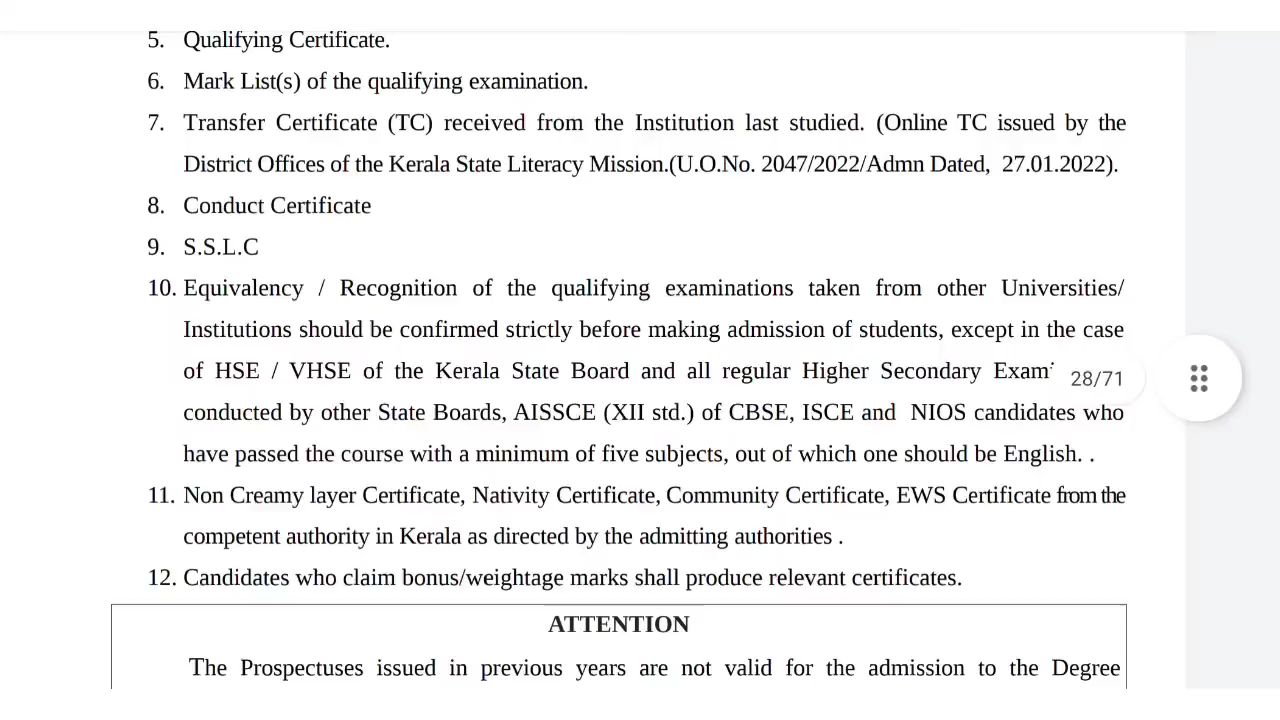 5. Qualifying Certificate.
6. Mark List(s) of the qualifying examination.
7. Transfer Certificate (TC) received from the Institution last studied. (Online TC issued by the
District Offices of the Kerala State Literacy Mission.(U.O.No. 2047/2022/Admn Dated, 27.01.2022).
8. Conduct Certificate
9. S.S.L.C
10. Equivalency / Recognition of the qualifying examinations taken from other Universities/
Institutions should be confirmed strictly before making admission of students, except in the case
of HSE / VHSE of the Kerala State Board and all regular Higher Secondary
28/71
conducted by other State Boards, AISSCE (XII std.) of CBSE, ISCE and NIOS candidates who
have passed the course with a minimum of five subjects, out of which one should be English. .
11. Non Creamy layer Certificate, Nativity Certificate, Community Certificate, EWS Certificate from the
competent authority in Kerala as directed by the admitting authorities .
12. Candidates who claim bonus/weightage marks shall produce relevant certificates.
ATTENTION
The Prospectuses issued in previous years are not valid for the admission to the Degree